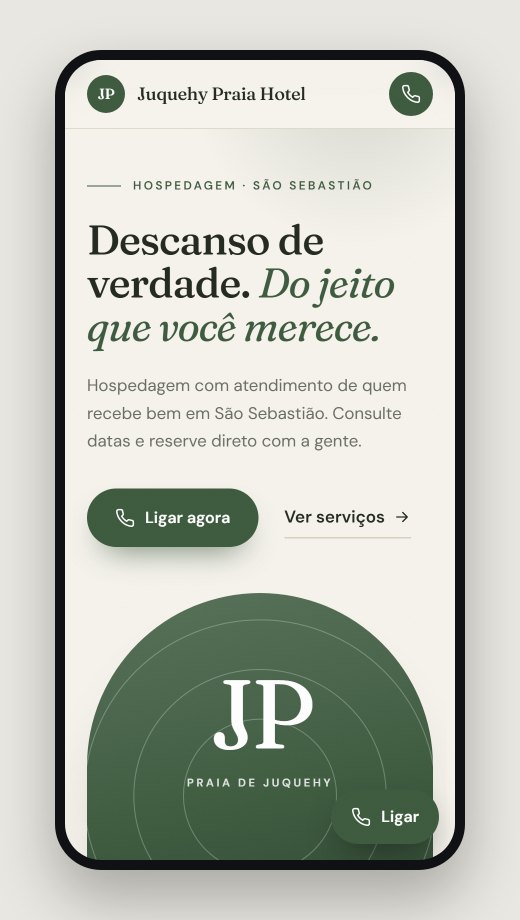 JP Juquehy Praia Hotel
HOSPEDAGEM · SÃO SEBASTIÃO
Descanso de
verdade. Do jeito
que você merece.
Hospedagem com atendimento de quem
recebe bem em São Sebastião. Consulte
datas e reserve direto com a gente.
Ligar agora
Ver serviços →
JP
PRAIA DE JUQUEHY
Ligar